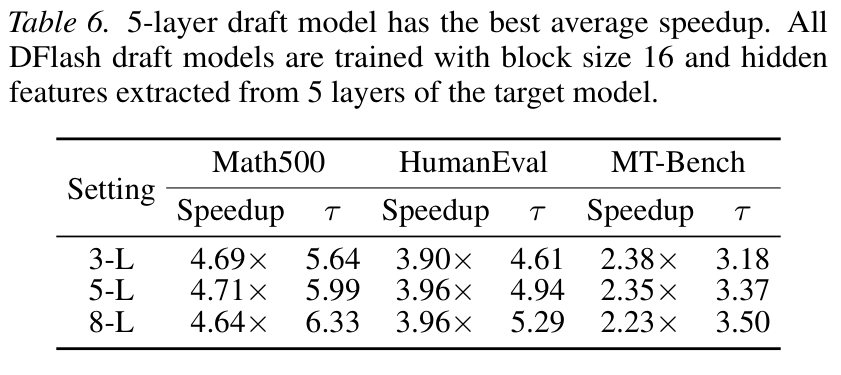 Table 6. 5-layer draft model has the best average speedup. All
DFlash draft models are trained with block size 16 and hidden
features extracted from 5 layers of the target model.
Setting Math500 HumanEval MT-Bench
Speedup τ Speedup τ Speedup τ
3-L 4.69× 5.64 3.90× 4.61 2.38× 3.18
5-L 4.71× 5.99 3.96× 4.94 2.35× 3.37
8-L 4.64× 6.33 3.96× 5.29 2.23× 3.50